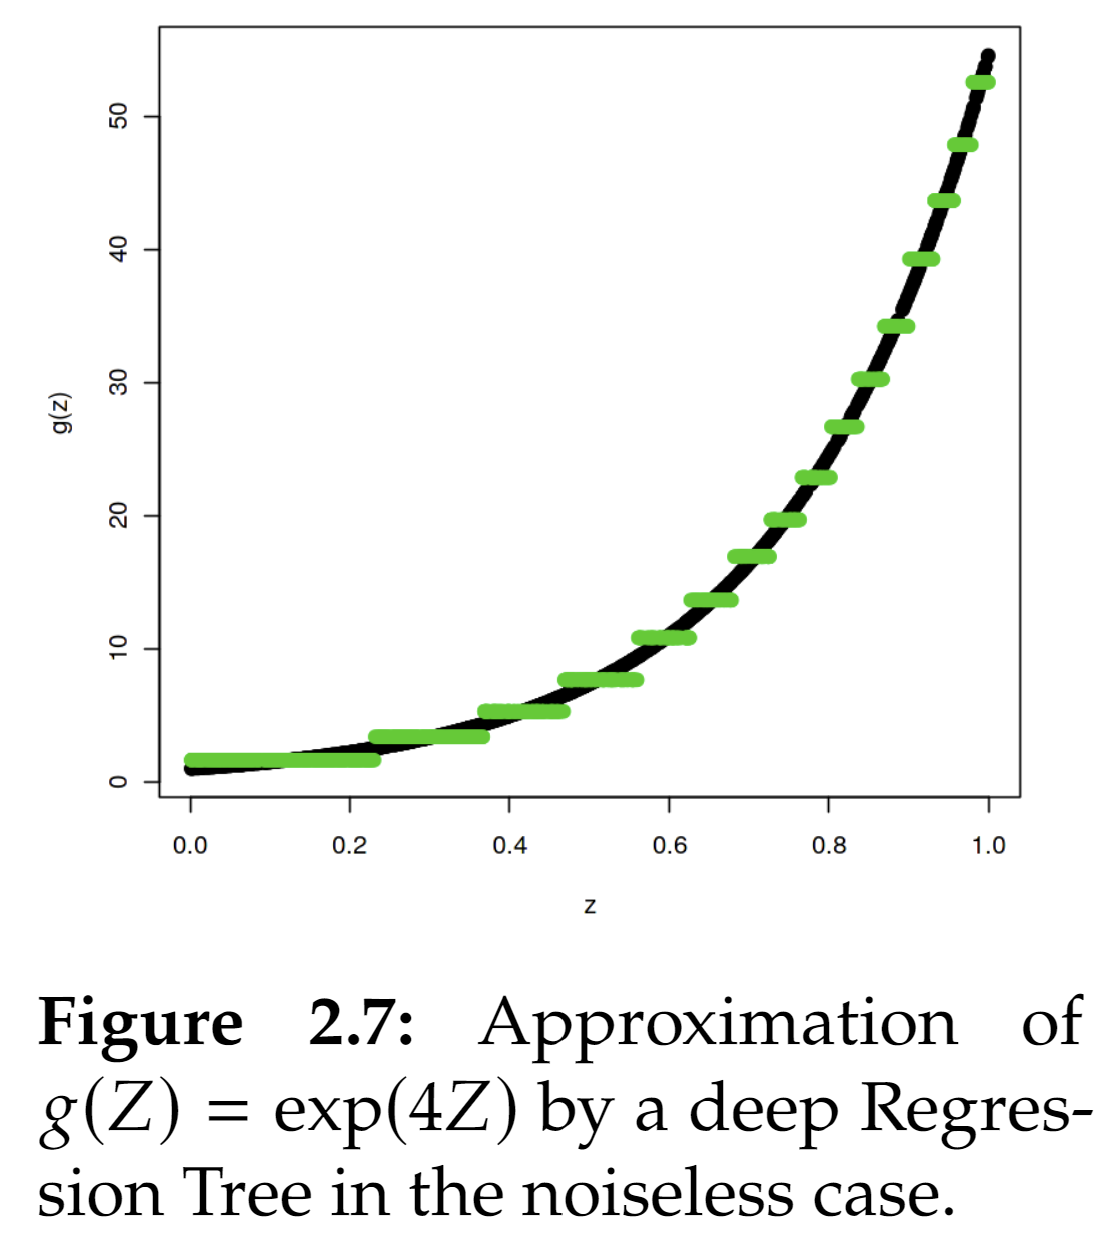 50
40
30
20
10
0
g(z)
0.0 0.2 0.4 0.6 0.8 1.0
z
Figure 2.7: Approximation of
g(Z) = exp(4Z) by a deep Regres-
sion Tree in the noiseless case.